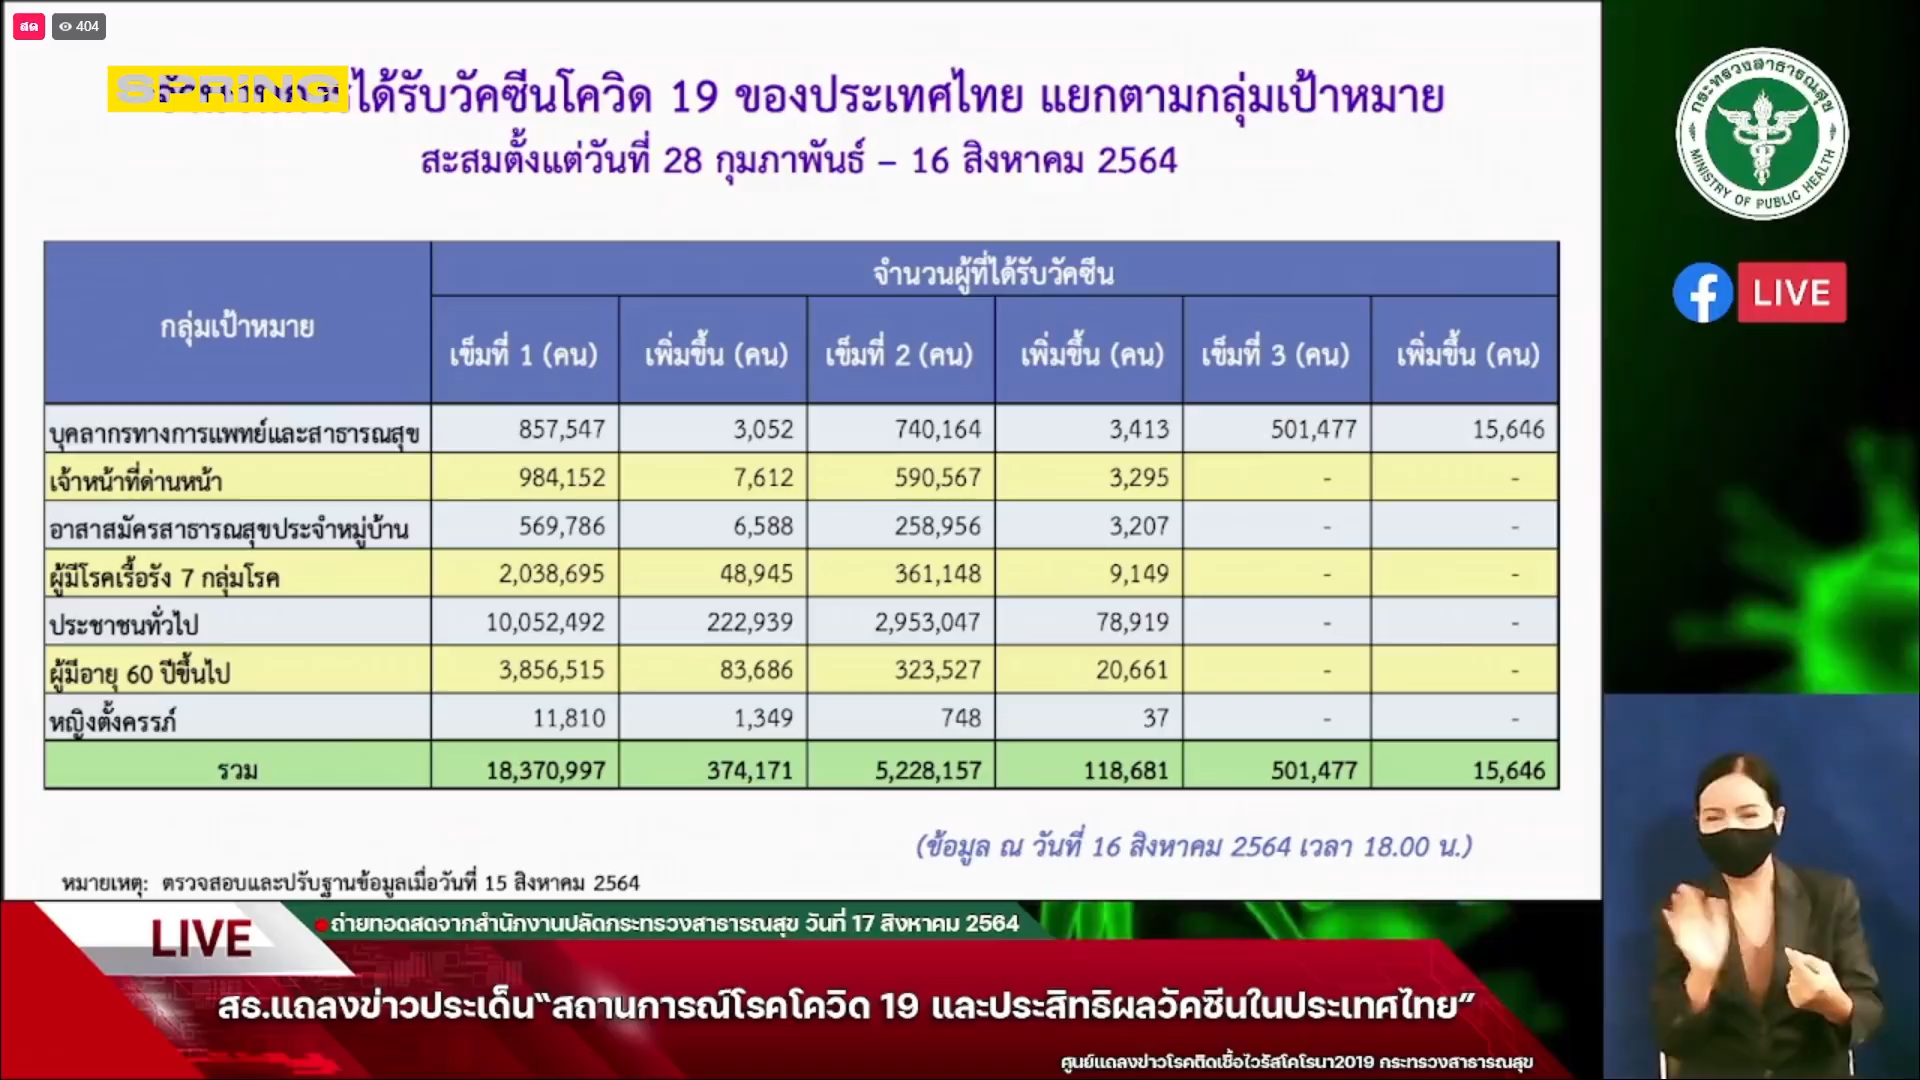 สด 404
SPRiNG
ได้รับวัคซีนโควิด 19 ของประเทศไทย แยกตามกลุ่มเป้าหมาย
สะสมตั้งแต่วันที่ 28 กุมภาพันธ์ – 16 สิงหาคม 2564
กระทรวงสาธารณสุข
MINISTRY OF PUBLIC HEALTH
f LIVE
กลุ่มเป้าหมาย จำนวนผู้ที่ได้รับวัคซีน
เข็มที่ 1 (คน) เพิ่มขึ้น (คน) เข็มที่ 2 (คน) เพิ่มขึ้น (คน) เข็มที่ 3 (คน) เพิ่มขึ้น (คน)
บุคลากรทางการแพทย์และสาธารณสุข 857,547 3,052 740,164 3,413 501,477 15,646
เจ้าหน้าที่ด่านหน้า 984,152 7,612 590,567 3,295 - -
อาสาสมัครสาธารณสุขประจำหมู่บ้าน 569,786 6,588 258,956 3,207 - -
ผู้มีโรคเรื้อรัง 7 กลุ่มโรค 2,038,695 48,945 361,148 9,149 - -
ประชาชนทั่วไป 10,052,492 222,939 2,953,047 78,919 - -
ผู้มีอายุ 60 ปีขึ้นไป 3,856,515 83,686 323,527 20,661 - -
หญิงตั้งครรภ์ 11,810 1,349 748 37 - -
รวม 18,370,997 374,171 5,228,157 118,681 501,477 15,646
(ข้อมูล ณ วันที่ 16 สิงหาคม 2564 เวลา 18.00 น.)
หมายเหตุ: ตรวจสอบและปรับฐานข้อมูลเมื่อวันที่ 15 สิงหาคม 2564
LIVE ถ่ายทอดสดจากสำนักงานปลัดกระทรวงสาธารณสุข วันที่ 17 สิงหาคม 2564
สธ.แถลงข่าวประเด็น“สถานการณ์โรคโควิด 19 และประสิทธิผลวัคซีนในประเทศไทย”
ศูนย์แถลงข่าวโรคติดเชื้อไวรัสโคโรนา2019 กระทรวงสาธารณสุข